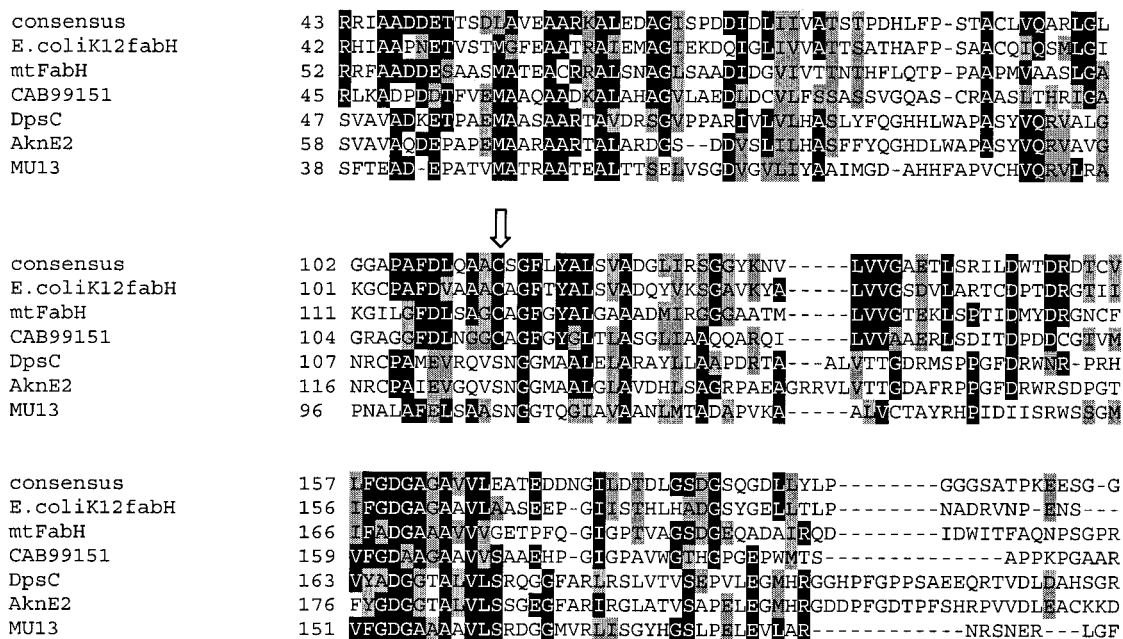 consensus 43 RRIAADDETTSDLAVEAARKALEDAGISPDDIDLIIVATSTPDHLFP-STACLVQARLGL
E.coliK12fabH 42 RHIAAPNETVSTMGFEAATRAIEMAGIEKDQIGLIVVATTSATHAFP-SAACQIQSMLGI
mtFabH 52 RRFAADDESAASMATEACRRALSNAGLSAADIDGVIVTTNTHFLQTP-PAAPMVAASLGA
CAB99151 45 RLKADPDDTFVEMAAQAADKALAHAGVLAEDLDCVLFSSASSVGQAS-CRAASLTHRIGA
DpsC 47 SVAVADKETPAEMAASAARTAVDRSGVPPARIVLVLHASLYFQGHHLWAPASYVQRVALG
AknE2 58 SVAVAQDEPAPEMAARAARTALARDGS--DDVSLILHASFFYQGHDLWAPASYVQRVAVG
MU13 38 SFTEAD-EPATVMATRAATEALTTSELVSGDVGVLIYAAIMGD-AHHFAPVCHVQRVLRA
consensus 102 GGAPAFDLQAACSGFLYALSVADGLIRSGGYKNV-----LVVGAETLSRILDWTDRDTCV
E.coliK12fabH 101 KGCPAFDVAAACAGFTYALSVADQYVKSGAVKYA-----LVVGSDVLARTCDPTDRGTII
mtFabH 111 KGILGFDLSAGCAGFGYALGAAADMIRGGGAATM-----LVVGTEKLSPTIDMYDRGNCF
CAB99151 104 GRAGGFDLNGGCAGFGYGLTLASGLIAAQQARQI-----LVVAAERLSDITDPDDCGTVM
DpsC 107 NRCPAMEVRQVSNGGMAALELARAYLLAAPDRTA---ALVTTGDRMSPPGFDRWNR-PRH
AknE2 116 NRCPAIEVGQVSNGGMAALGLAVDHLSAGRPAEAGRRVLVTTGDAFRPPGFDRWRSDPGT
MU13 96 PNALAFELSAASNGGTQGIAVAANLMTADAPVKA-----ALVCTAYRHPIDIISRWSSGM
consensus 157 LFGDGAGAVVLEATEDDNGILDTDLGSDGSQGDLLYLP------GGGSATPKEESG-G
E.coliK12fabH 156 IFGDGAGAAVLAASEEP-GIISTHLHADGSYGELLTLP------NADRVNP-ENS---
mtFabH 166 IFADGAAAVVVGETPFQ-GIGPTVAGSDGEQADAIRQD------IDWITFAQNPSGPR
CAB99151 159 VFGDAAGAAVVSAAEHP-GIGPAVWGTHGPGEPWMTS-----------APPKPGAAR
DpsC 163 VYADGGTALVLSRQGGFARLRSLVTVSEPVLEGMHRGGHPFGPPSAEEQRTVDLDAHSGR
AknE2 176 FYGDGGTALVLSSGEGFARIRGLATVSAPELEGMHRGDDPFGDTPFSHRPVVDLEACKKD
MU13 151 VFGDGAAAAVLSRDGGMVRLISGYHGSLPELEVLAR-----------NRSNER---LGF